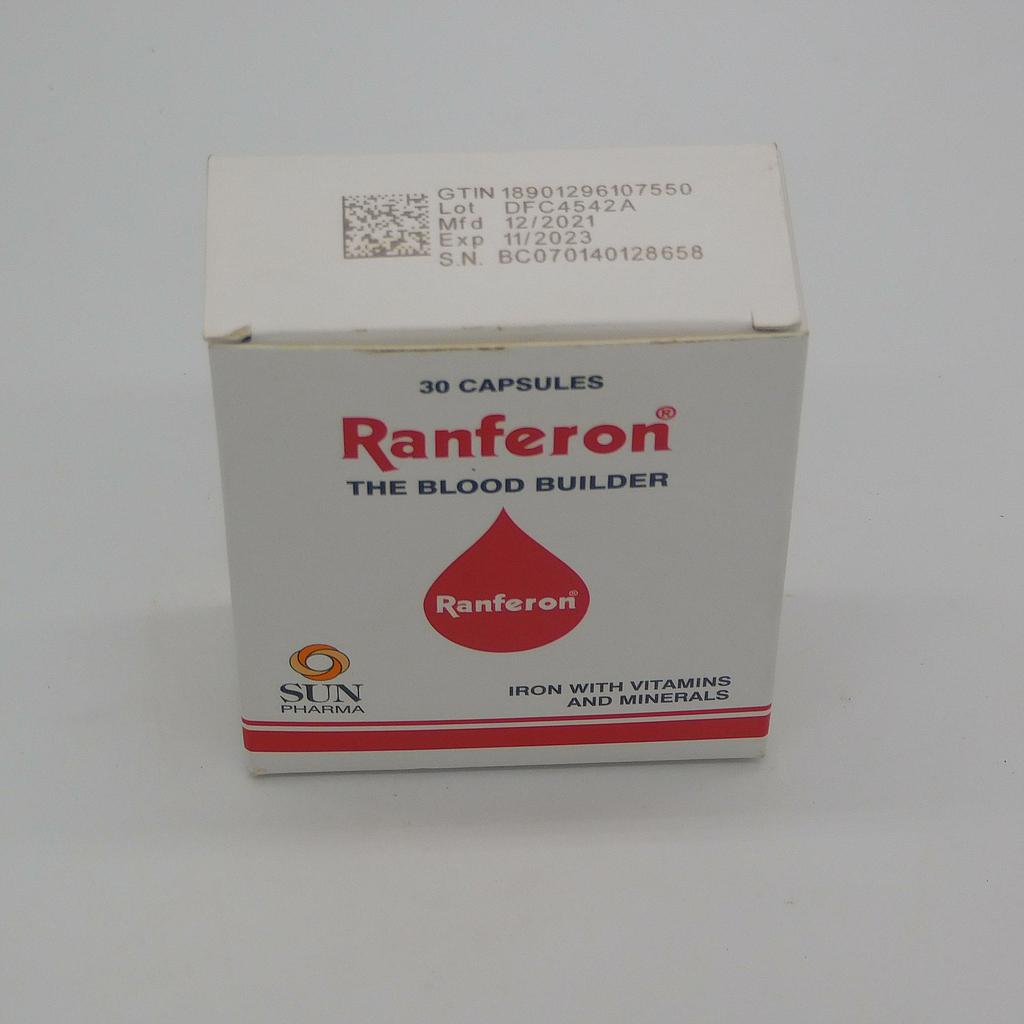 GTIN 18901296107550
Lot DFC4542A
Mfd 12/2021
Exp 11/2023
S.N. BC070140128658
30 CAPSULES
Ranferon®
THE BLOOD BUILDER
Ranferon®
SUN
PHARMA
IRON WITH VITAMINS
AND MINERALS